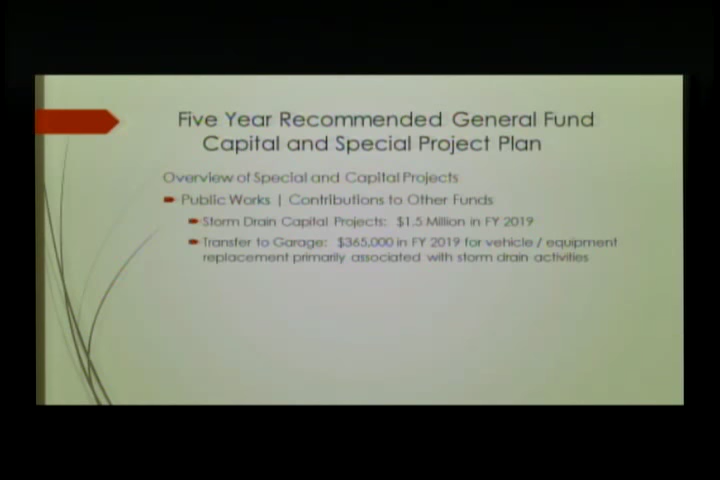 Five Year Recommended General Fund
Capital and Special Project Plan
Overview of Special and Capital Projects
Public Works | Contributions to Other Funds
Storm Drain Capital Projects: $1.5 Million in FY 2019
Transfer to Garage: $365,000 in FY 2019 for vehicle / equipment
replacement primarily associated with storm drain activities